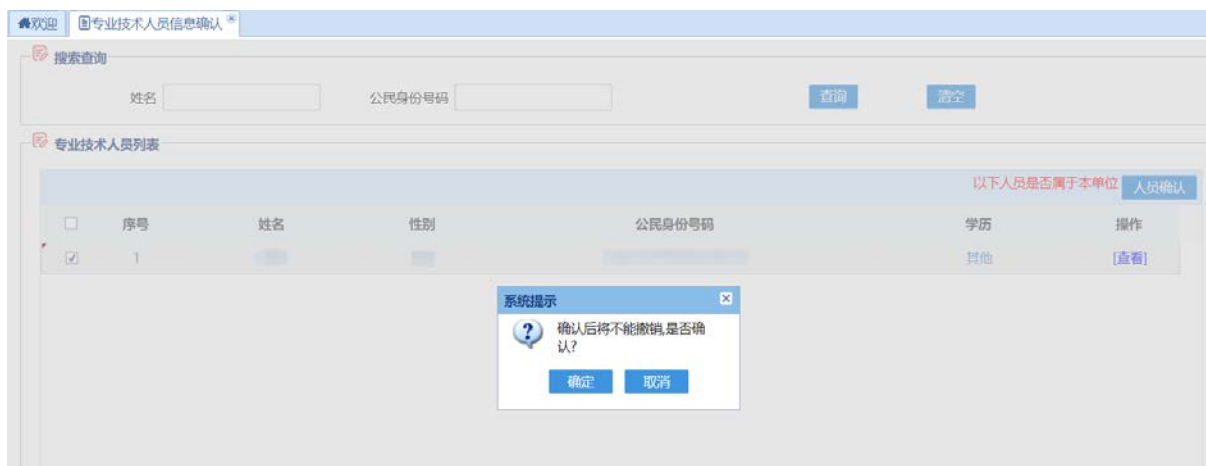 欢迎 专业技术人员信息确认
搜索查询
姓名 公民身份号码 查询 清空
专业技术人员列表
以下人员是否属于本单位 人员确认
序号 姓名 性别 公民身份号码 学历 操作
1 其他 [查看]
系统提示
确认后将不能撤销,是否确
认?
确定 取消